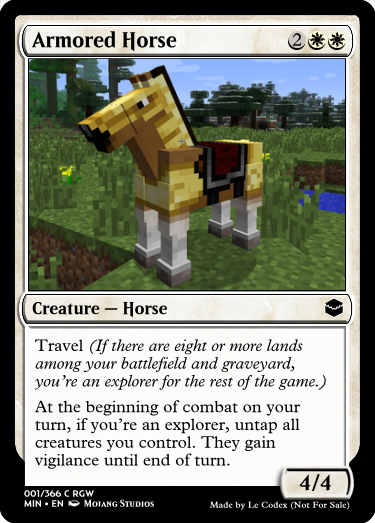 Armored Horse 2
Creature — Horse
Travel (If there are eight or more lands
among your battlefield and graveyard,
you're an explorer for the rest of the game.)
At the beginning of combat on your
turn, if you're an explorer, untap all
creatures you control. They gain
vigilance until end of turn.
4/4
001/366 C RGW
MIN • EN Mojang Studios
Made by Le Codex (Not For Sale)